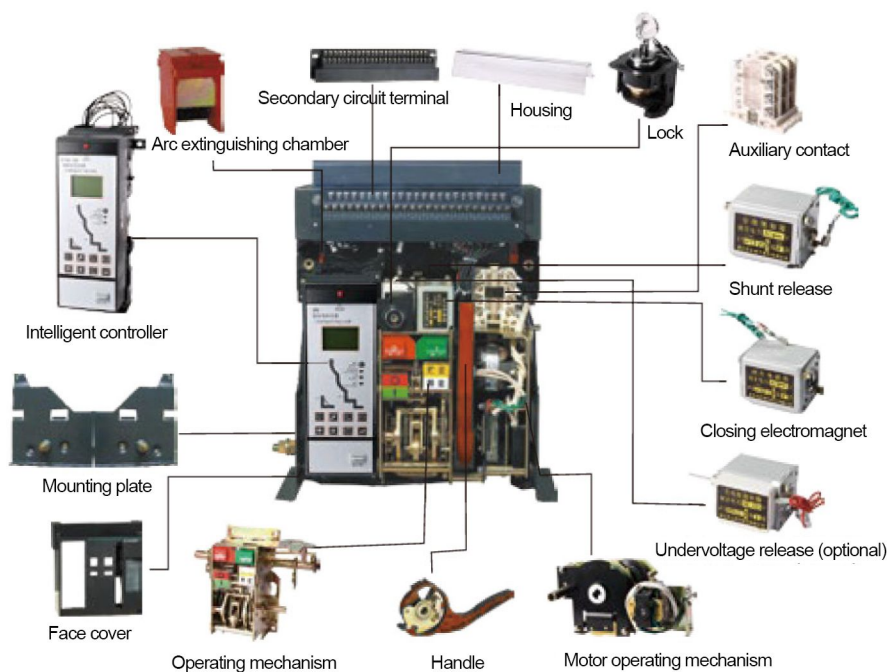 Secondary circuit terminal
Housing
Lock
Auxiliary contact
Arc extinguishing chamber
Shunt release
Intelligent controller
Closing electromagnet
Mounting plate
Undervoltage release (optional)
Face cover
Operating mechanism
Handle
Motor operating mechanism